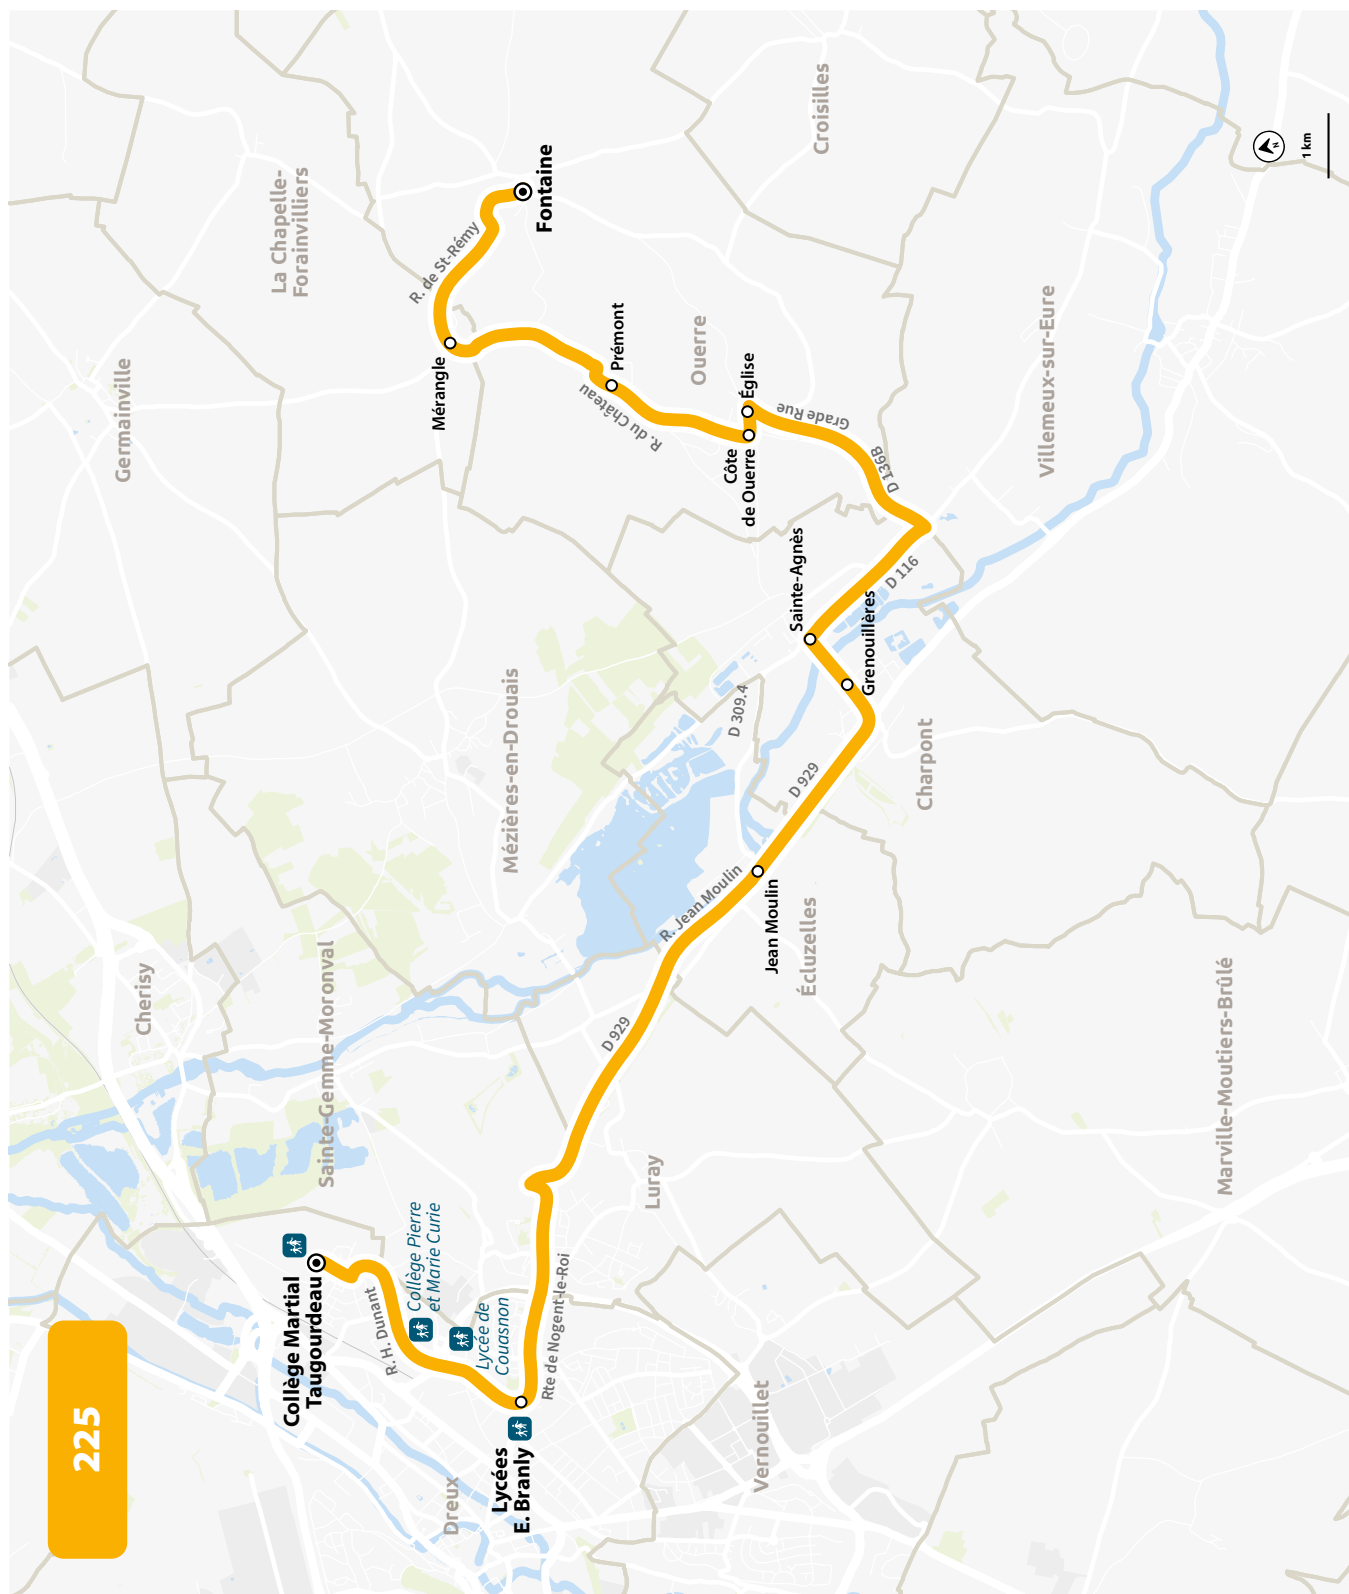 225
Collège Martial
Taugourdeau
R. H. Dunant
Collège Pierre
et Marie Curie
Lycée de
Couasnon
Lycées
E. Branly
Rte de Nogent-le-Roi
Dreux
Vernouillet
Luray
Cherisy
Sainte-Gemme-Moronval
D 929
R. Jean Moulin
Jean Moulin
Écluzelles
Marville-Moutiers-Brûlé
Mézières-en-Drouais
D 309.4
D 929
Charpont
Grenouillères
Sainte-Agnès
D 116
D 136B
Grade Rue
Côte
de Ouerre
Église
Ouerre
R. du Château
Prémont
Mérangle
R. de St-Rémy
Fontaine
Germainville
La Chapelle-
Forainvilliers
Croisilles
Villemeux-sur-Eure
N
1 km